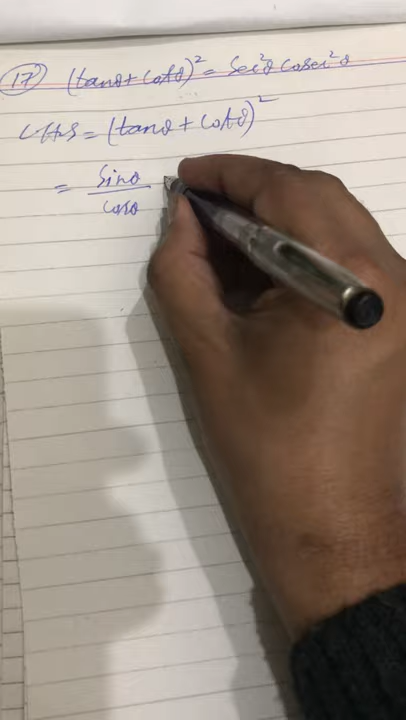 17 (tanθ + cotθ)² = Sec²θ Cosec²θ
LHS = (tanθ + cotθ)²
= Sinθ / cosθ